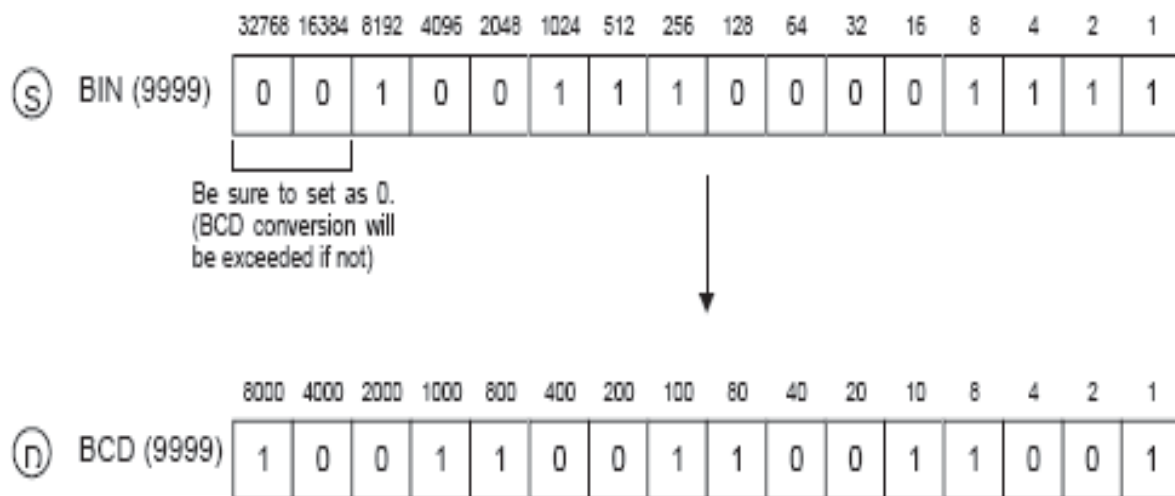 32768 16384 8192 4096 2048 1024 512 256 128 64 32 16 8 4 2 1
S BIN (9999) 0 0 1 0 0 1 1 1 0 0 0 0 1 1 1 1
Be sure to set as 0.
(BCD conversion will
be exceeded if not)
8000 4000 2000 1000 800 400 200 100 80 40 20 10 8 4 2 1
n BCD (9999) 1 0 0 1 1 0 0 1 1 0 0 1 1 0 0 1